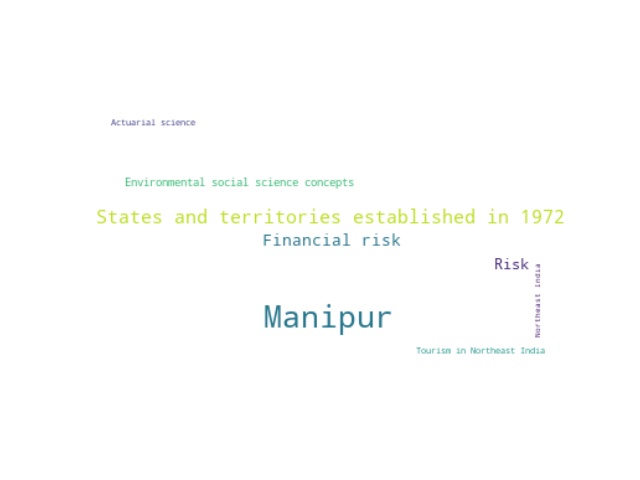 Actuarial science
Environmental social science concepts
States and territories established in 1972
Financial risk
Risk
Northeast India
Manipur
Tourism in Northeast India